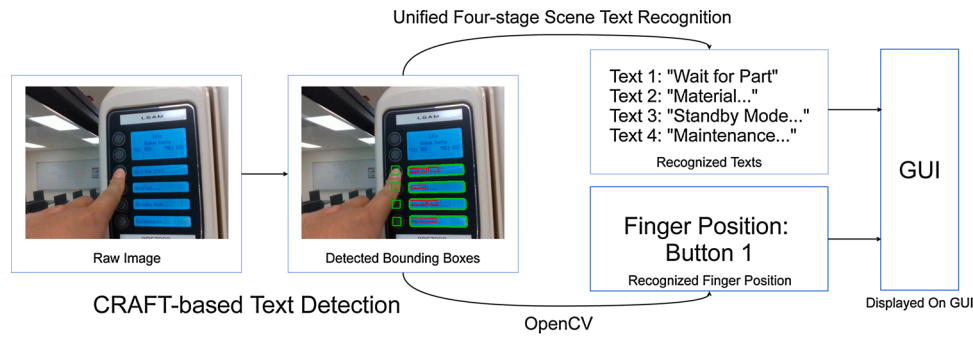 Unified Four-stage Scene Text Recognition
LGAM
LGAM
Text 1: "Wait for Part"
Text 2: "Material..."
Text 3: "Standby Mode..."
Text 4: "Maintenance..."
Recognized Texts
Raw Image
Detected Bounding Boxes
CRAFT-based Text Detection
Finger Position:
Button 1
Recognized Finger Position
OpenCV
GUI
Displayed On GUI